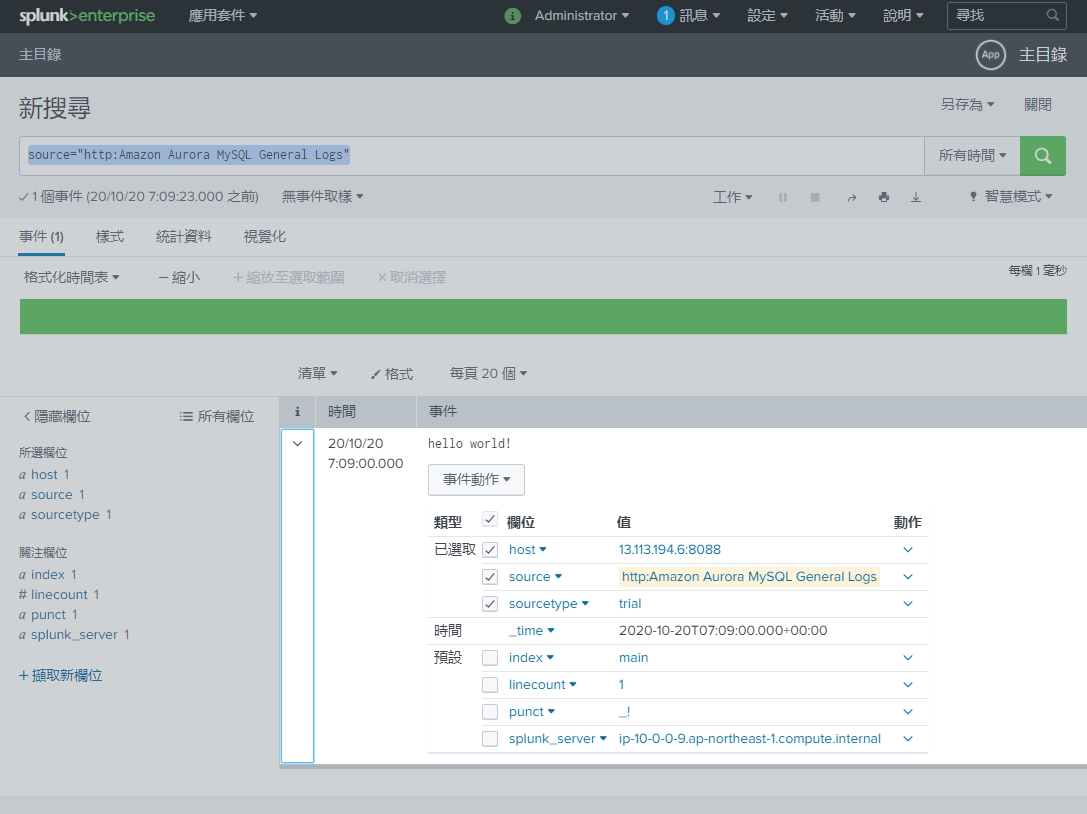 splunk>enterprise 應用套件 i Administrator 1 訊息 設定 活動 說明 尋找
主目錄 App 主目錄
新搜尋 另存為 關閉
source="http:Amazon Aurora MySQL General Logs" 所有時間
1 個事件 (20/10/20 7:09:23.000 之前) 無事件取樣 工作 智慧模式
事件 (1) 樣式 統計資料 視覺化
格式化時間表 — 縮小 + 縮放至選取範圍 × 取消選擇 每欄 1 毫秒
清單 格式 每頁 20 個
隱藏欄位 所有欄位 i 時間 事件
所選欄位
a host 1
a source 1
a sourcetype 1
關注欄位
a index 1
# linecount 1
a punct 1
a splunk_server 1
+ 擷取新欄位
20/10/20 hello world!
7:09:00.000
事件動作
類型 欄位 值 動作
已選取 host 13.113.194.6:8088
source http:Amazon Aurora MySQL General Logs
sourcetype trial
時間 _time 2020-10-20T07:09:00.000+00:00
預設 index main
linecount 1
punct _!
splunk_server ip-10-0-0-9.ap-northeast-1.compute.internal